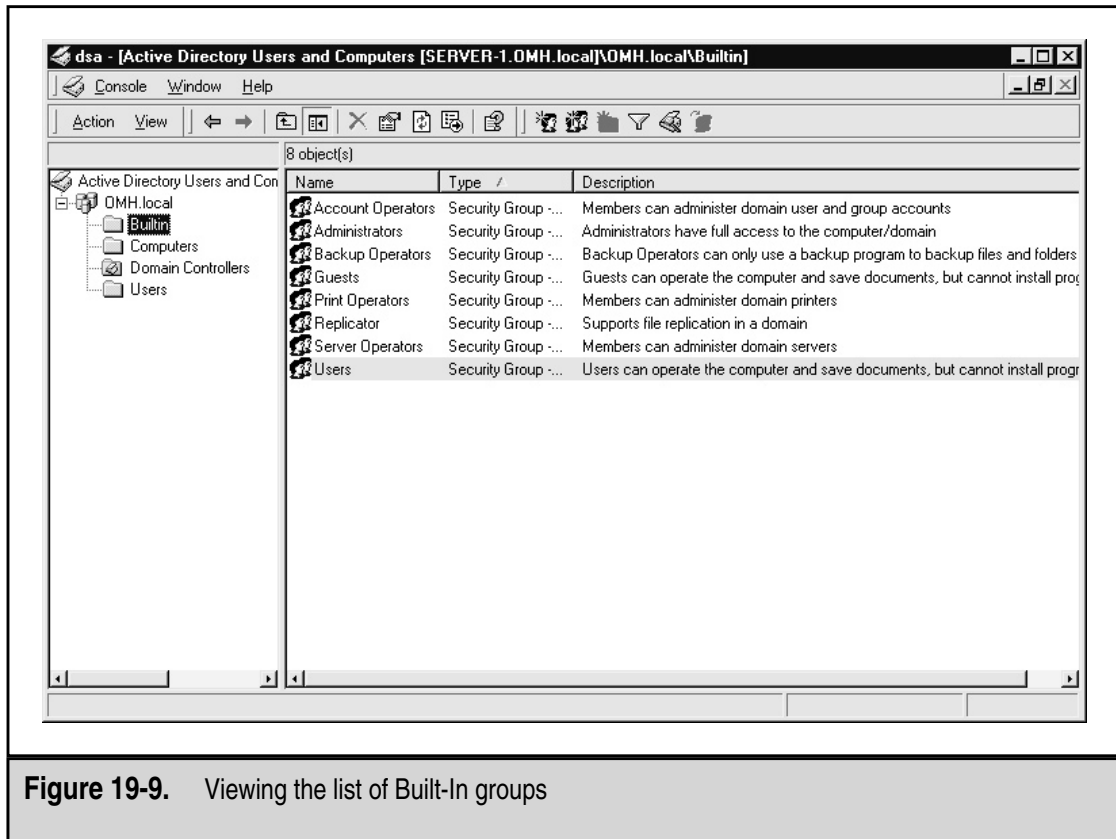 dsa - [Active Directory Users and Computers [SERVER-1.OMH.local]\OMH.local\Builtin]
Console Window Help
Action View
8 object(s)
Active Directory Users and Con
OMH.local
Builtin
Computers
Domain Controllers
Users
Name Type Description
Account Operators Security Group -... Members can administer domain user and group accounts
Administrators Security Group -... Administrators have full access to the computer/domain
Backup Operators Security Group -... Backup Operators can only use a backup program to backup files and folders
Guests Security Group -... Guests can operate the computer and save documents, but cannot install prog
Print Operators Security Group -... Members can administer domain printers
Replicator Security Group -... Supports file replication in a domain
Server Operators Security Group -... Members can administer domain servers
Users Security Group -... Users can operate the computer and save documents, but cannot install progr
Figure 19-9. Viewing the list of Built-In groups